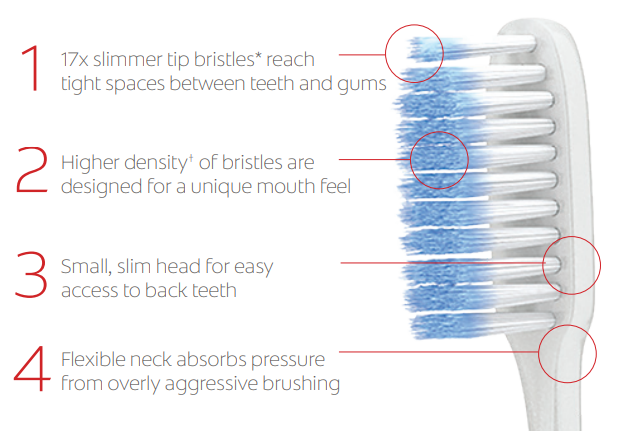 1
17x slimmer tip bristles* reach
tight spaces between teeth and gums
2
Higher density† of bristles are
designed for a unique mouth feel
3
Small, slim head for easy
access to back teeth
4
Flexible neck absorbs pressure
from overly aggressive brushing